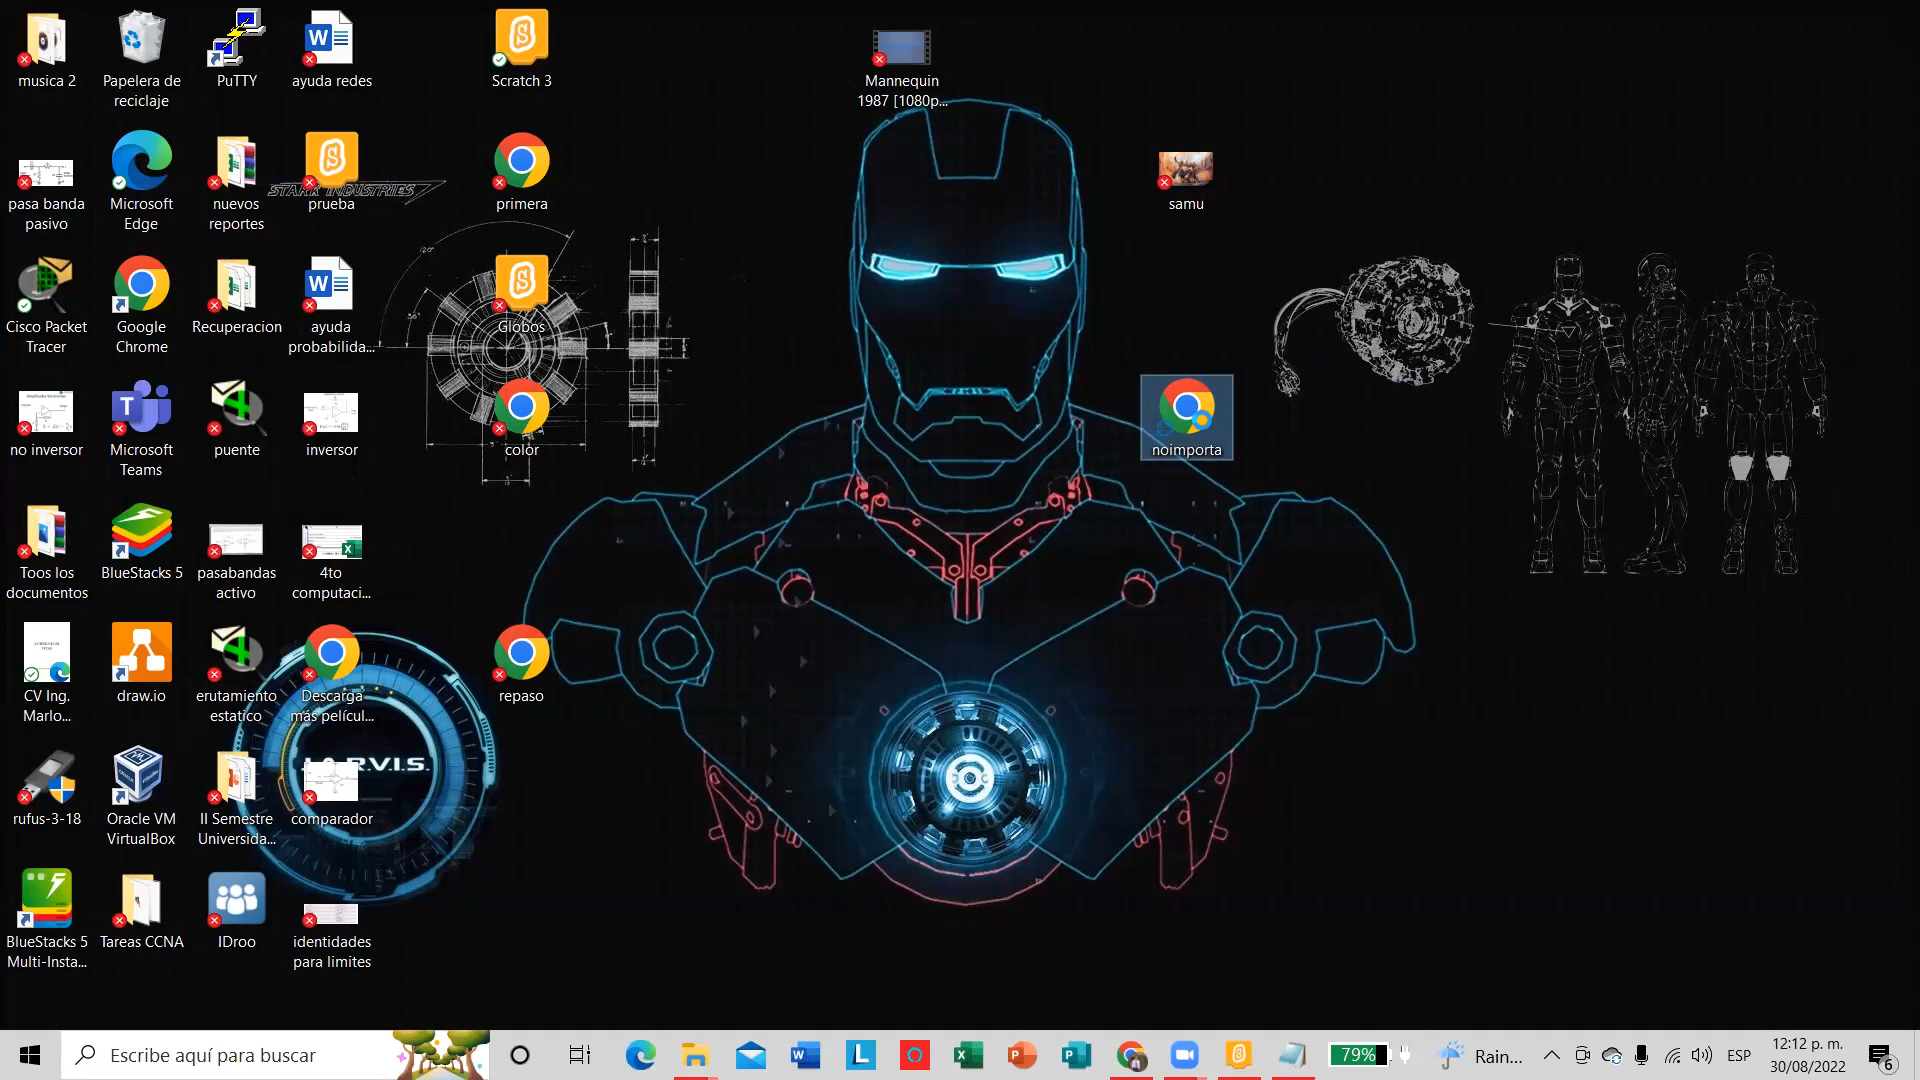 musica 2
Papelera de
reciclaje
PuTTY
ayuda redes
Scratch 3
Mannequin
1987 [1080p...
pasa banda
pasivo
Microsoft
Edge
nuevos
reportes
STARK INDUSTRIES
prueba
primera
samu
Cisco Packet
Tracer
Google
Chrome
Recuperacion
ayuda
probabilida...
Globos
no inversor
Microsoft
Teams
puente
inversor
color
noimporta
Toos los
documentos
BlueStacks 5
pasabandas
activo
4to
computaci...
CV Ing.
Marlo...
draw.io
erutamiento
estatico
Descarga
más películ...
repaso
rufus-3-18
Oracle VM
VirtualBox
II Semestre
Universida...
comparador
BlueStacks 5
Multi-Insta...
Tareas CCNA
IDroo
identidades
para limites
Escribe aquí para buscar
79%
Rain...
ESP
12:12 p. m.
30/08/2022
6